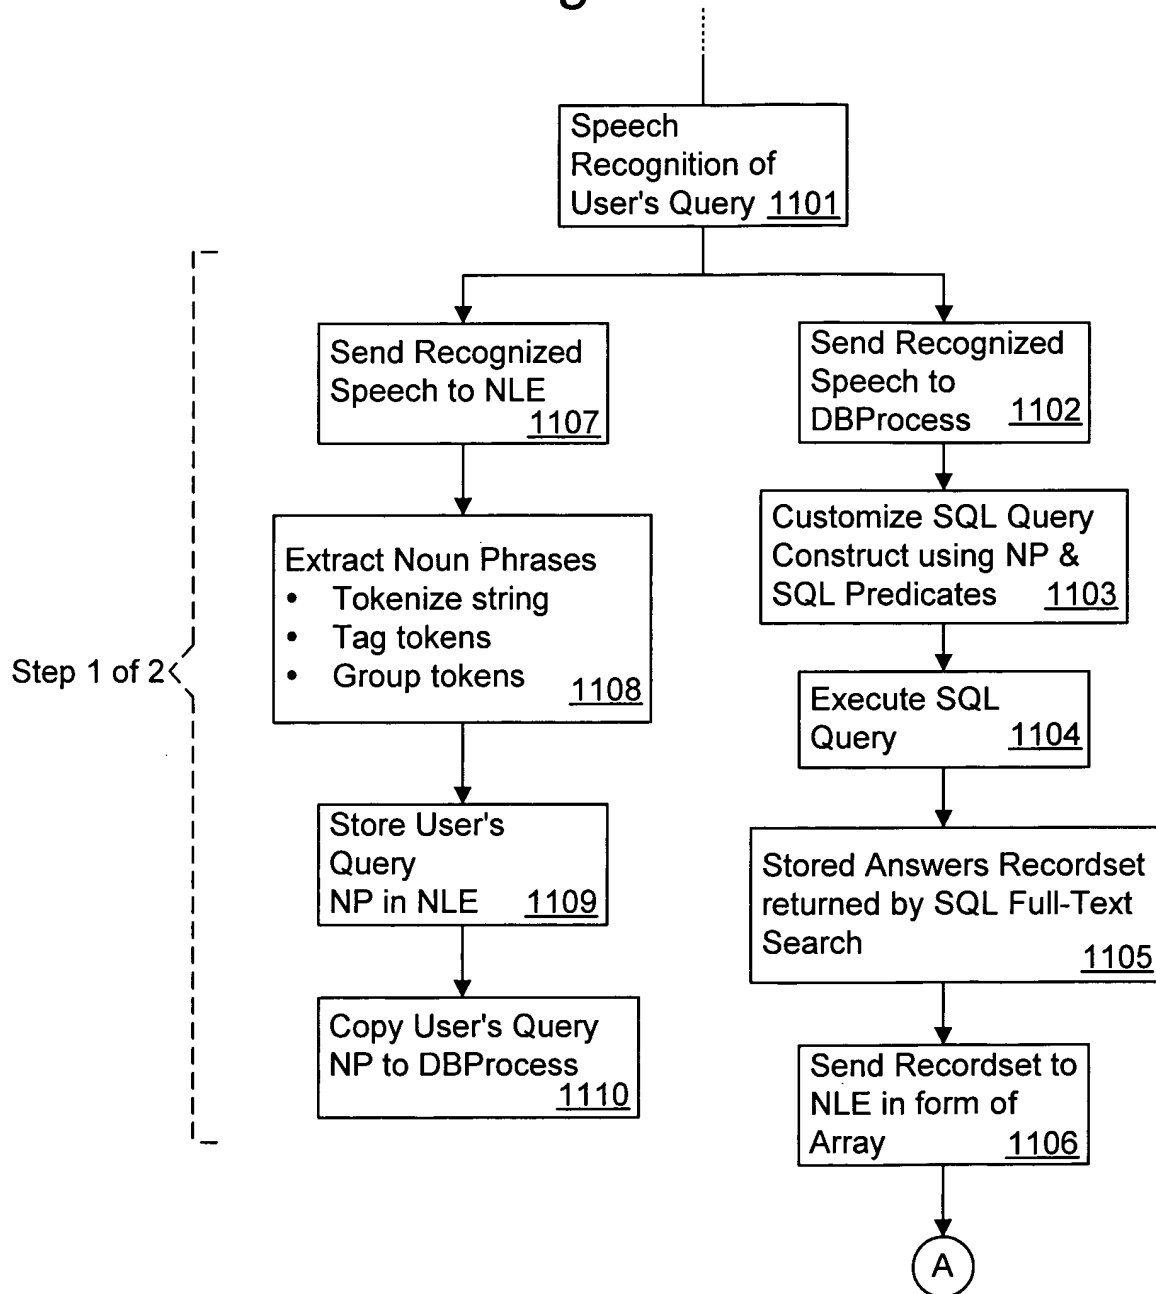 Speech
Recognition of
User's Query 1101
Send Recognized
Speech to NLE
1107
Send Recognized
Speech to
DBProcess 1102
Extract Noun Phrases
• Tokenize string
• Tag tokens
• Group tokens 1108
Customize SQL Query
Construct using NP &
SQL Predicates 1103
Step 1 of 2
Execute SQL
Query 1104
Store User's
Query
NP in NLE 1109
Stored Answers Recordset
returned by SQL Full-Text
Search
1105
Copy User's Query
NP to DBProcess
1110
Send Recordset to
NLE in form of
Array 1106
A